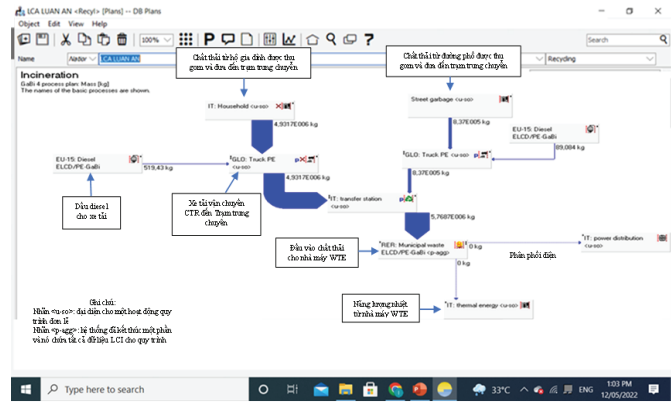 LCA LUAN AN <Recyl> [Plans] -- DB Plans
Object Edit View Help
150%
Search
Name
Nation
LCA LUAN AN
Recycling
Incineration
GaBi 4 process plan: Mass [kg]
The names of the basic processes are shown.
Chất thải từ hộ gia đình được thu
gom và đưa đến trạm trung chuyển
Chất thải từ đường phố được thu
gom và đưa đến trạm trung chuyển
IT: Household <u-so>
4,9317E006 kg
Street garbage <u-so>
8,37E005 kg
EU-15: Diesel
ELCD/PE-GaBi
89,084 kg
EU-15: Diesel
ELCD/PE-GaBi
519,43 kg
GLO: Truck PE
<u-so>
4,9317E006 kg
GLO: Truck PE <u-so>
8,37E005 kg
Dầu diesel
cho xe tải
Xe tải vận chuyển
CTR đến Trạm trung
chuyển
IT: transfer station
<u-so>
5,7687E006 kg
Đầu vào chất thải
cho nhà máy WTE
RER: Municipal waste
ELCD/PE-GaBi <p-agg>
0 kg
Phân phối điện
IT: power distribution
<u-so>
0 kg
Năng lượng nhiệt
từ nhà máy WTE
IT: thermal energy <u-so>
Ghi chú:
Nhãn <u-so>: đại diện cho một hoạt động quy
trình đơn lẻ
Nhãn <p-agg>: hệ thống đã kết thúc một phần
và nó chứa tất cả dữ liệu LCI cho quy trình
Type here to search
33°C
ENG
1:03 PM
12/05/2022